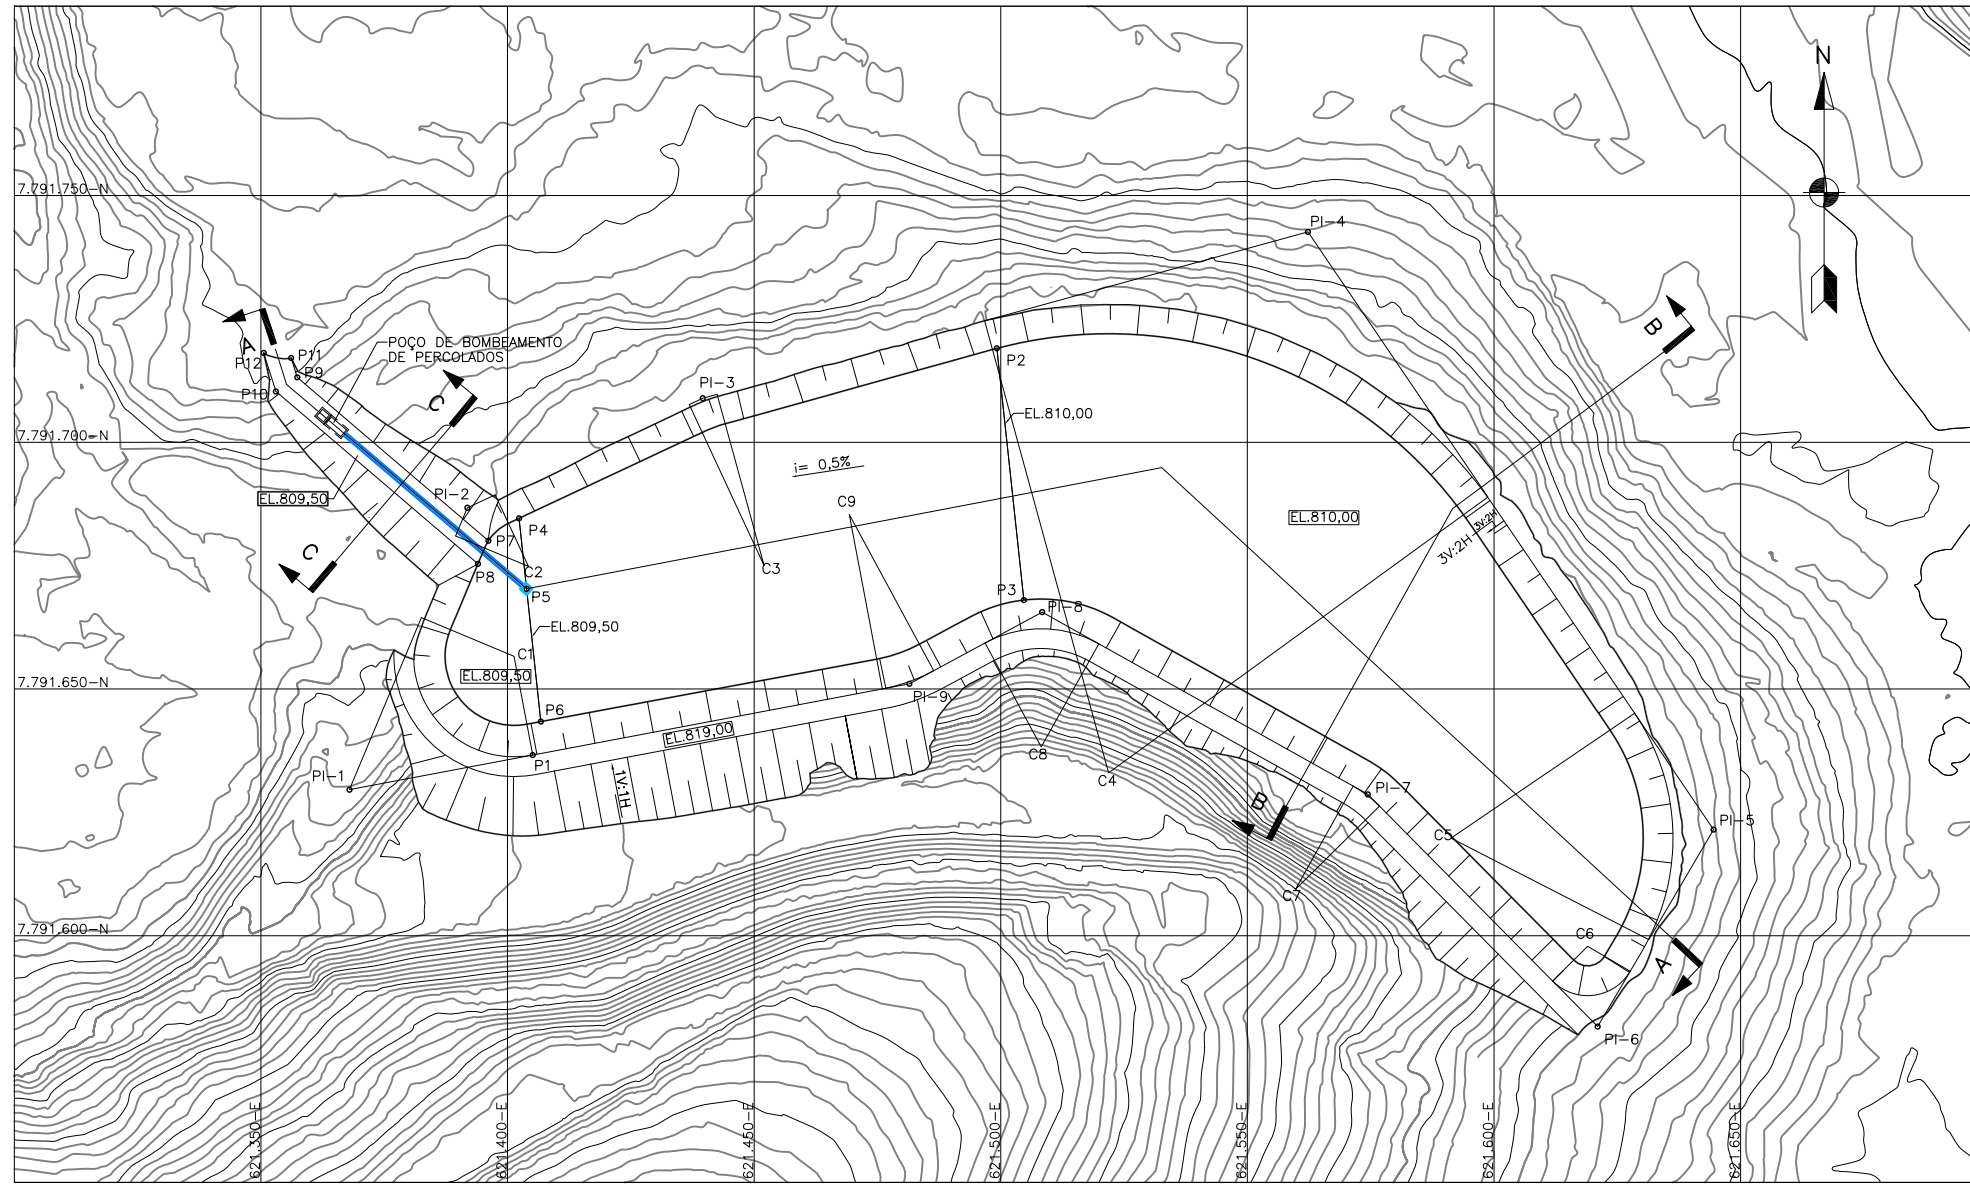 N
7.791.750-N
PI-4
B
A
P12
P11
P9
P10
POÇO DE BOMBEAMENTO
DE PERCOLADOS
C
PI-3
P2
EL.810,00
7.791.700-N
i= 0,5%
EL.809,50
PI-2
C9
EL.810,00
3V:2H
3V:2H
P4
P7
C
P8
C2
C3
P5
P3
PI-8
EL.809,50
C1
EL.809,50
7.791.650-N
PI-9
P6
EL.819,00
P1
C8
C4
PI-1
1V:1H
PI-7
B
C5
PI-5
C7
7.791.600-N
C6
A
PI-6
621.350-E
621.400-E
621.450-E
621.500-E
621.550-E
621.600-E
621.650-E